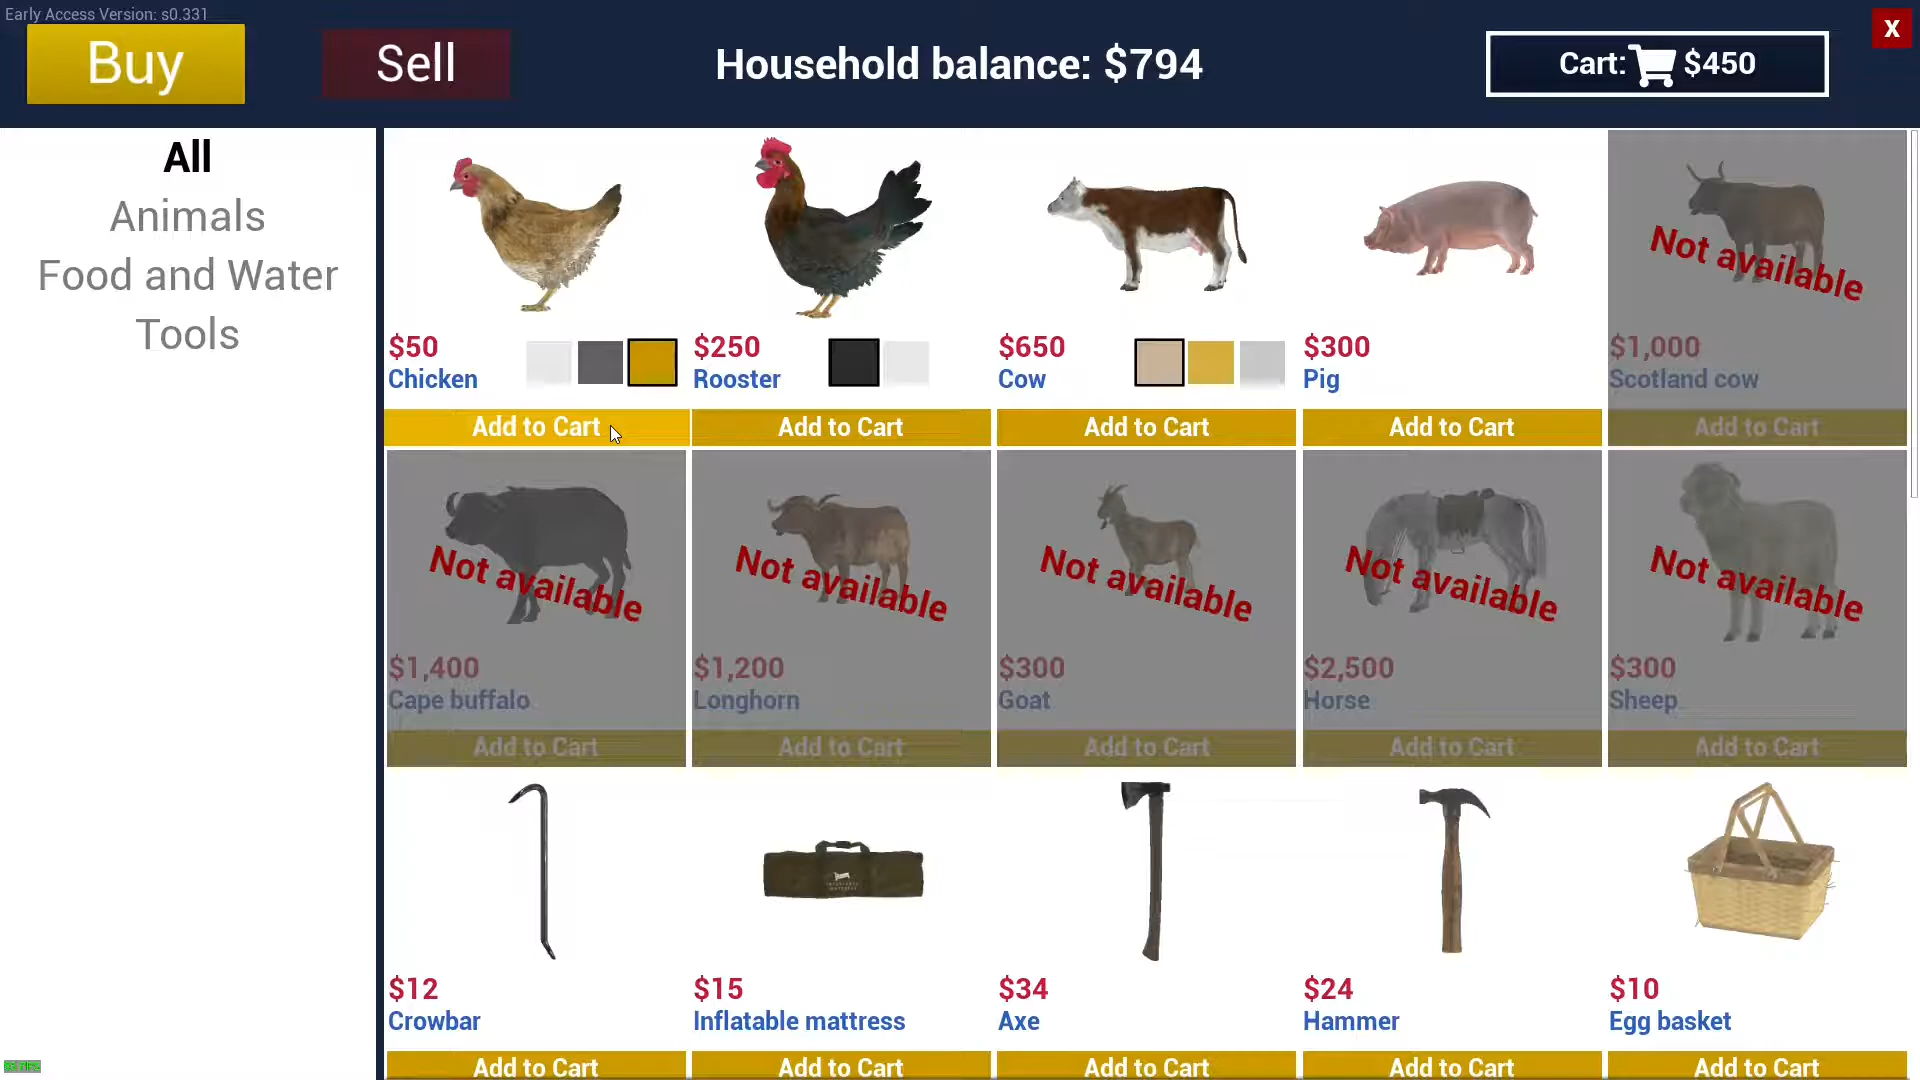 Early Access Version: s0.331
Buy
Sell
Household balance: $794
Cart: $450
X
All
Animals
Food and Water
Tools
$50
Chicken
Add to Cart
$250
Rooster
Add to Cart
$650
Cow
Add to Cart
$300
Pig
Add to Cart
Not available
$1,000
Scotland cow
Add to Cart
Not available
$1,400
Cape buffalo
Add to Cart
Not available
$1,200
Longhorn
Add to Cart
Not available
$300
Goat
Add to Cart
Not available
$2,500
Horse
Add to Cart
Not available
$300
Sheep
Add to Cart
$12
Crowbar
Add to Cart
$15
Inflatable mattress
Add to Cart
$34
Axe
Add to Cart
$24
Hammer
Add to Cart
$10
Egg basket
Add to Cart